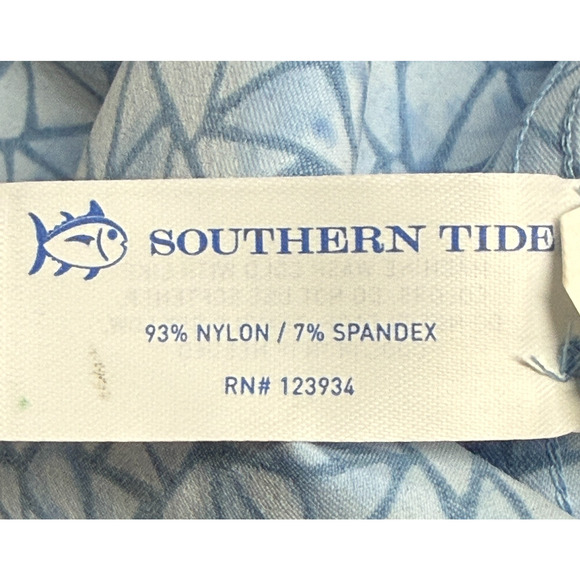 SOUTHERN TIDE
93% NYLON / 7% SPANDEX
RN# 123934